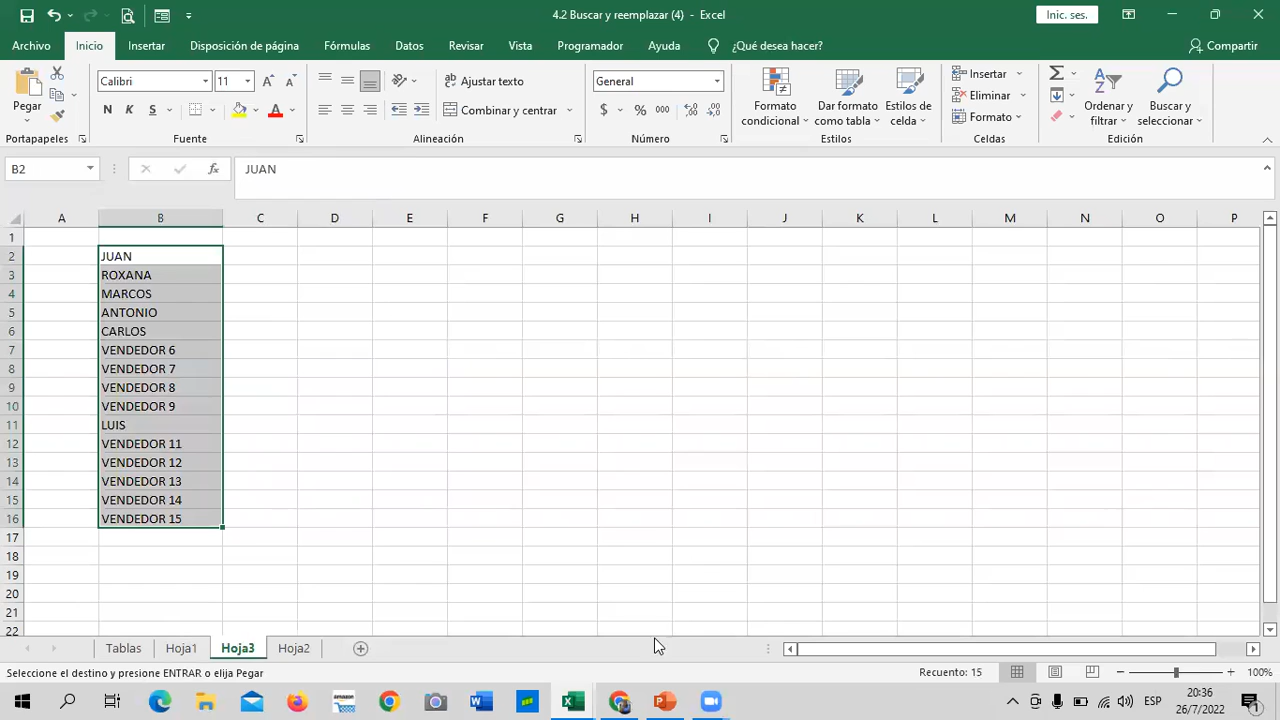 4.2 Buscar y reemplazar (4) - Excel
Inic. ses.
Archivo Inicio Insertar Disposición de página Fórmulas Datos Revisar Vista Programador Ayuda ¿Qué desea hacer? Compartir
Pegar
Calibri 11
N K S
Ajustar texto
Combinar y centrar
General
$ % 000
Formato condicional
Dar formato como tabla
Estilos de celda
Insertar
Eliminar
Formato
Ordenar y filtrar
Buscar y seleccionar
Portapapeles Fuente Alineación Número Estilos Celdas Edición
B2 fx JUAN
A B C D E F G H I J K L M N O P
1
2 JUAN
3 ROXANA
4 MARCOS
5 ANTONIO
6 CARLOS
7 VENDEDOR 6
8 VENDEDOR 7
9 VENDEDOR 8
10 VENDEDOR 9
11 LUIS
12 VENDEDOR 11
13 VENDEDOR 12
14 VENDEDOR 13
15 VENDEDOR 14
16 VENDEDOR 15
17
18
19
20
21
22
Tablas Hoja1 Hoja3 Hoja2
Seleccione el destino y presione ENTRAR o elija Pegar Recuento: 15 100%
amazon
ESP
20:36
26/7/2022